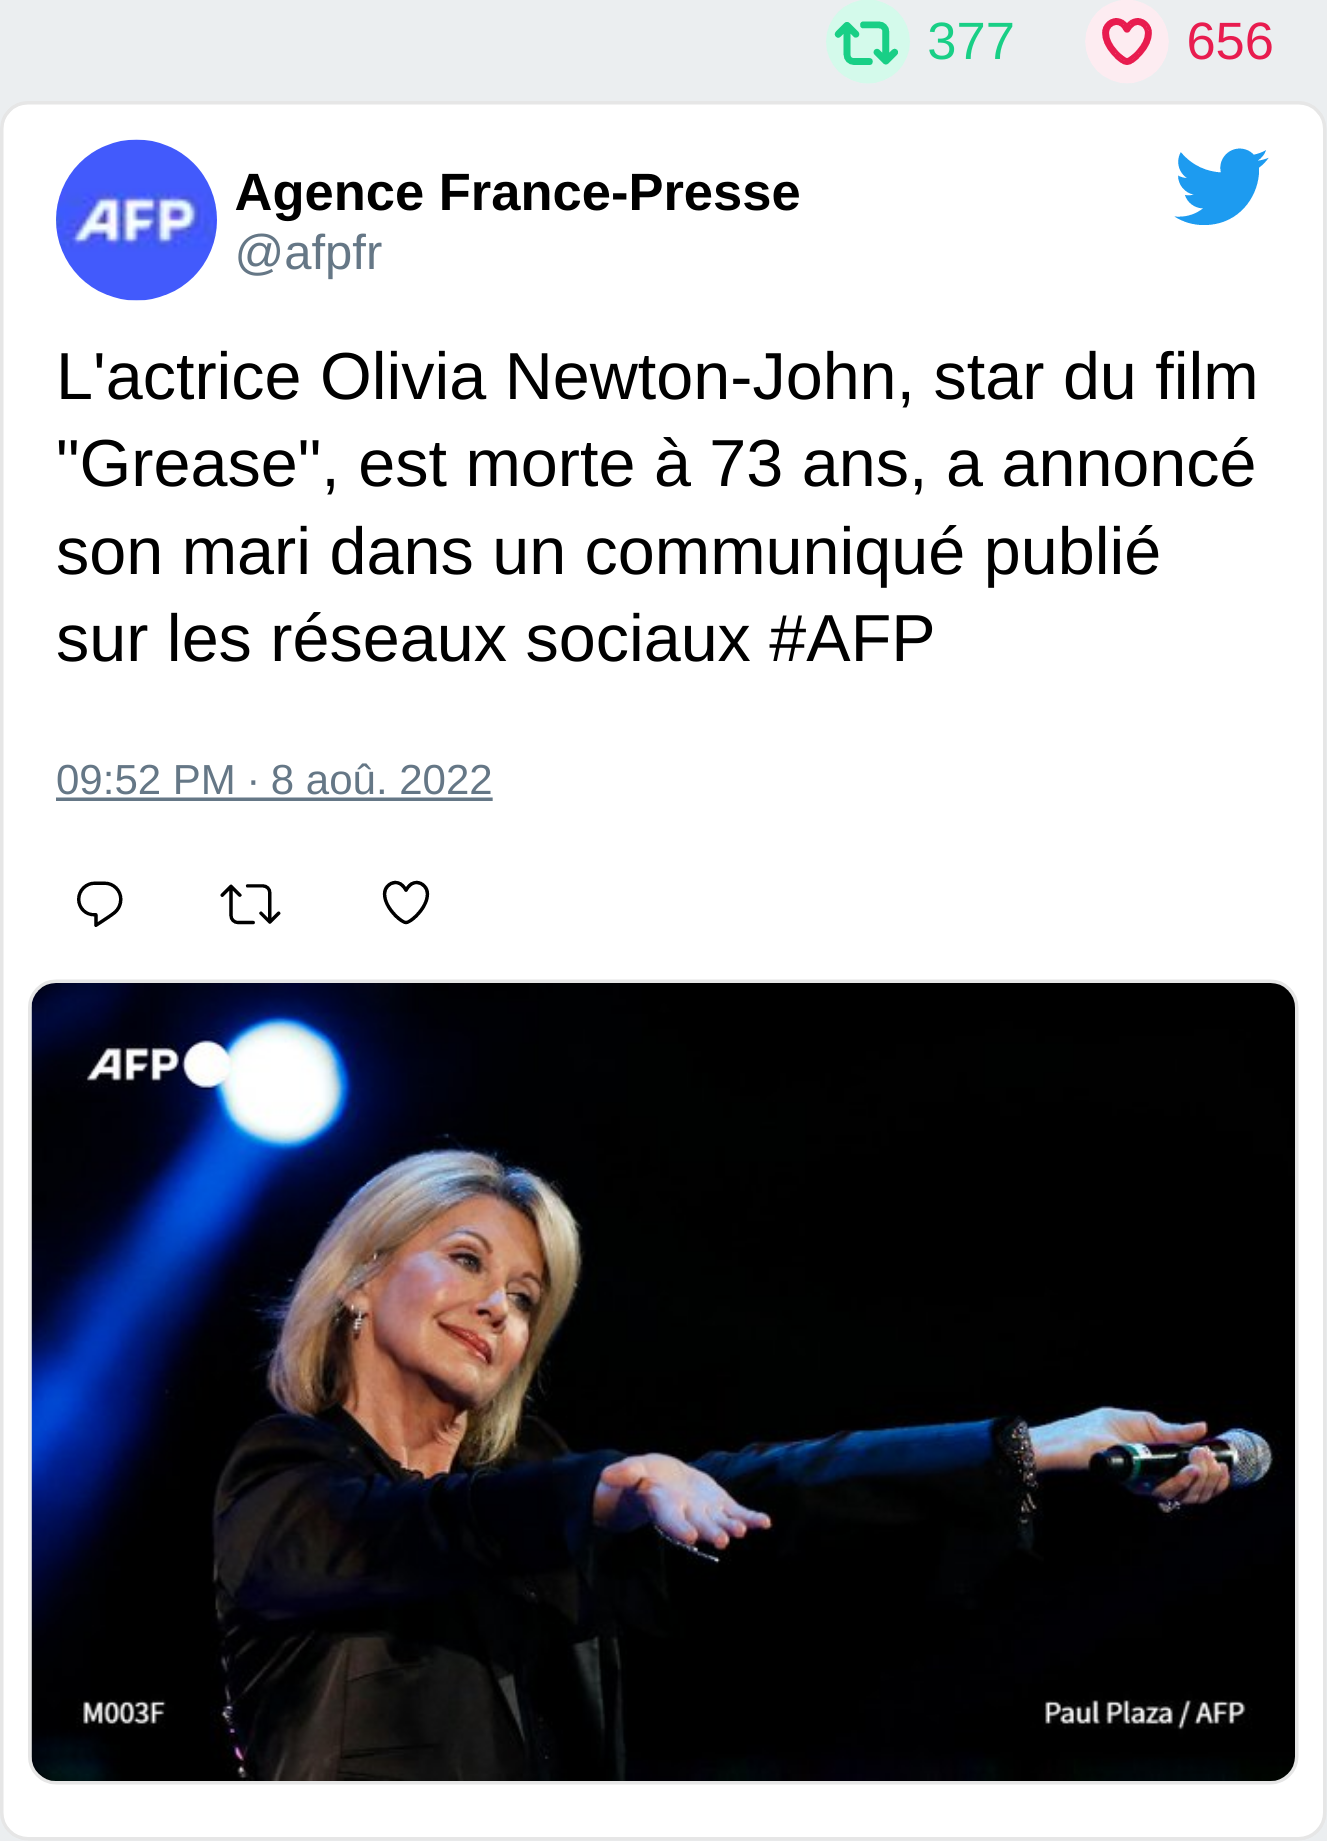 377 656
AFP
Agence France-Presse
@afpfr
L'actrice Olivia Newton-John, star du film
"Grease", est morte à 73 ans, a annoncé
son mari dans un communiqué publié
sur les réseaux sociaux #AFP
09:52 PM · 8 aoû. 2022
AFP
M003F
Paul Plaza / AFP